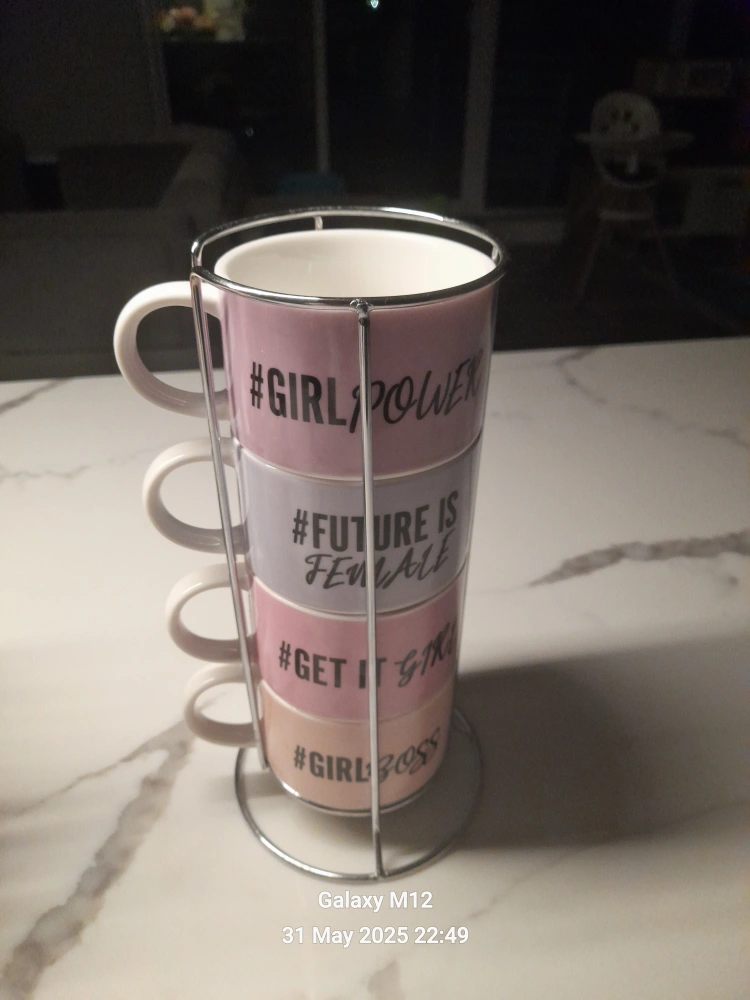 #GIRLPOWER
#FUTURE IS
FEMALE
#GET IT GIRL
#GIRLBOSS
Galaxy M12
31 May 2025 22:49